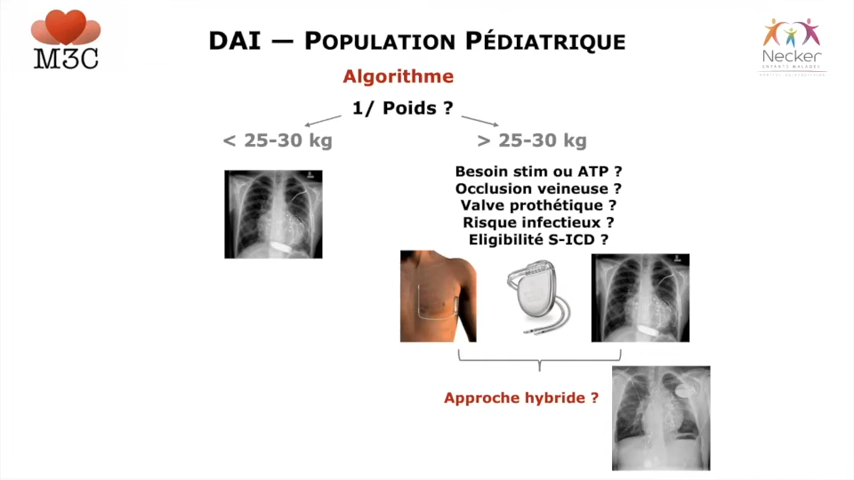 M3C
DAI — POPULATION PÉDIATRIQUE
Necker
Algorithme
1/ Poids ?
< 25-30 kg
> 25-30 kg
Besoin stim ou ATP ?
Occlusion veineuse ?
Valve prothétique ?
Risque infectieux ?
Eligibilité S-ICD ?
Approche hybride ?